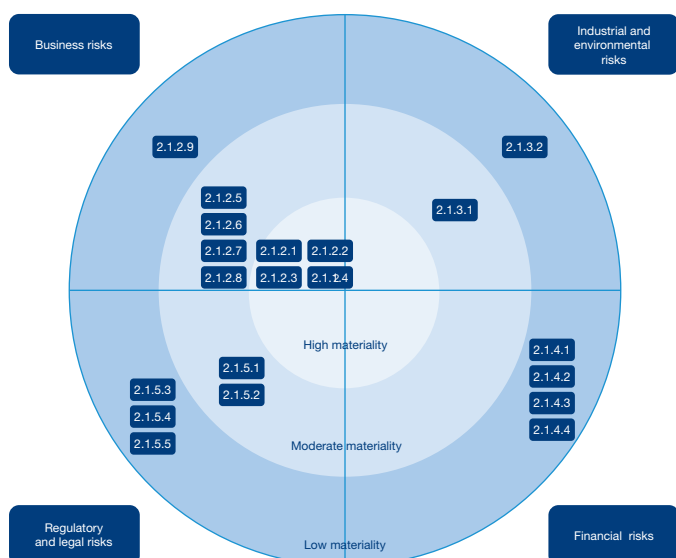 Business risks
Industrial and
environmental
risks
2.1.2.9
2.1.3.2
2.1.2.5
2.1.3.1
2.1.2.6
2.1.2.7
2.1.2.1
2.1.2.2
2.1.2.8
2.1.2.3
2.1.2.4
High materiality
2.1.4.1
2.1.5.1
2.1.4.2
2.1.5.3
2.1.5.2
2.1.4.3
2.1.5.4
2.1.4.4
2.1.5.5
Moderate materiality
Regulatory
and legal risks
Financial risks
Low materiality